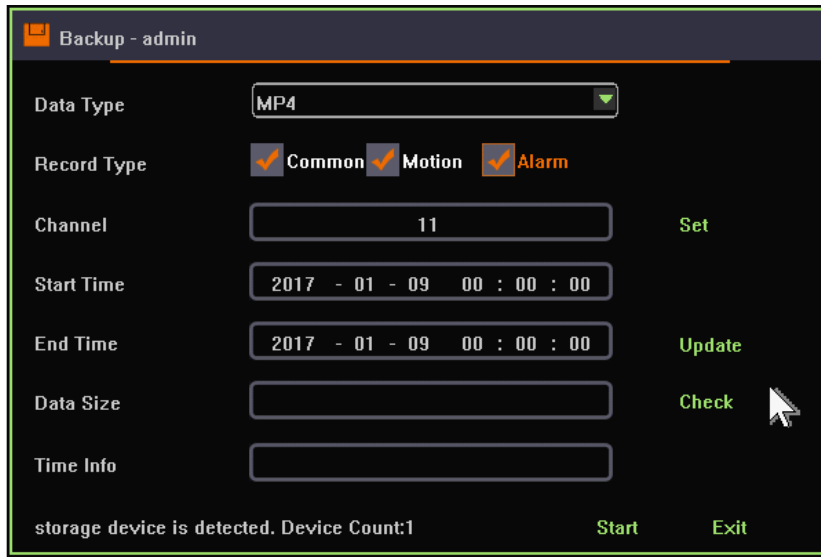 Backup - admin
Data Type MP4
Record Type Common Motion Alarm
Channel 11 Set
Start Time 2017 - 01 - 09 00 : 00 : 00
End Time 2017 - 01 - 09 00 : 00 : 00 Update
Data Size Check
Time Info
storage device is detected. Device Count:1 Start Exit